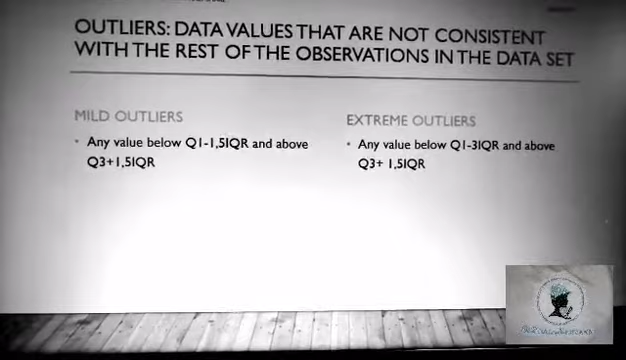 OUTLIERS: DATA VALUES THAT ARE NOT CONSISTENT
WITH THE REST OF THE OBSERVATIONS IN THE DATA SET
MILD OUTLIERS
• Any value below Q1-1,5IQR and above
Q3+1,5IQR
EXTREME OUTLIERS
• Any value below Q1-3IQR and above
Q3+ 1,5IQR